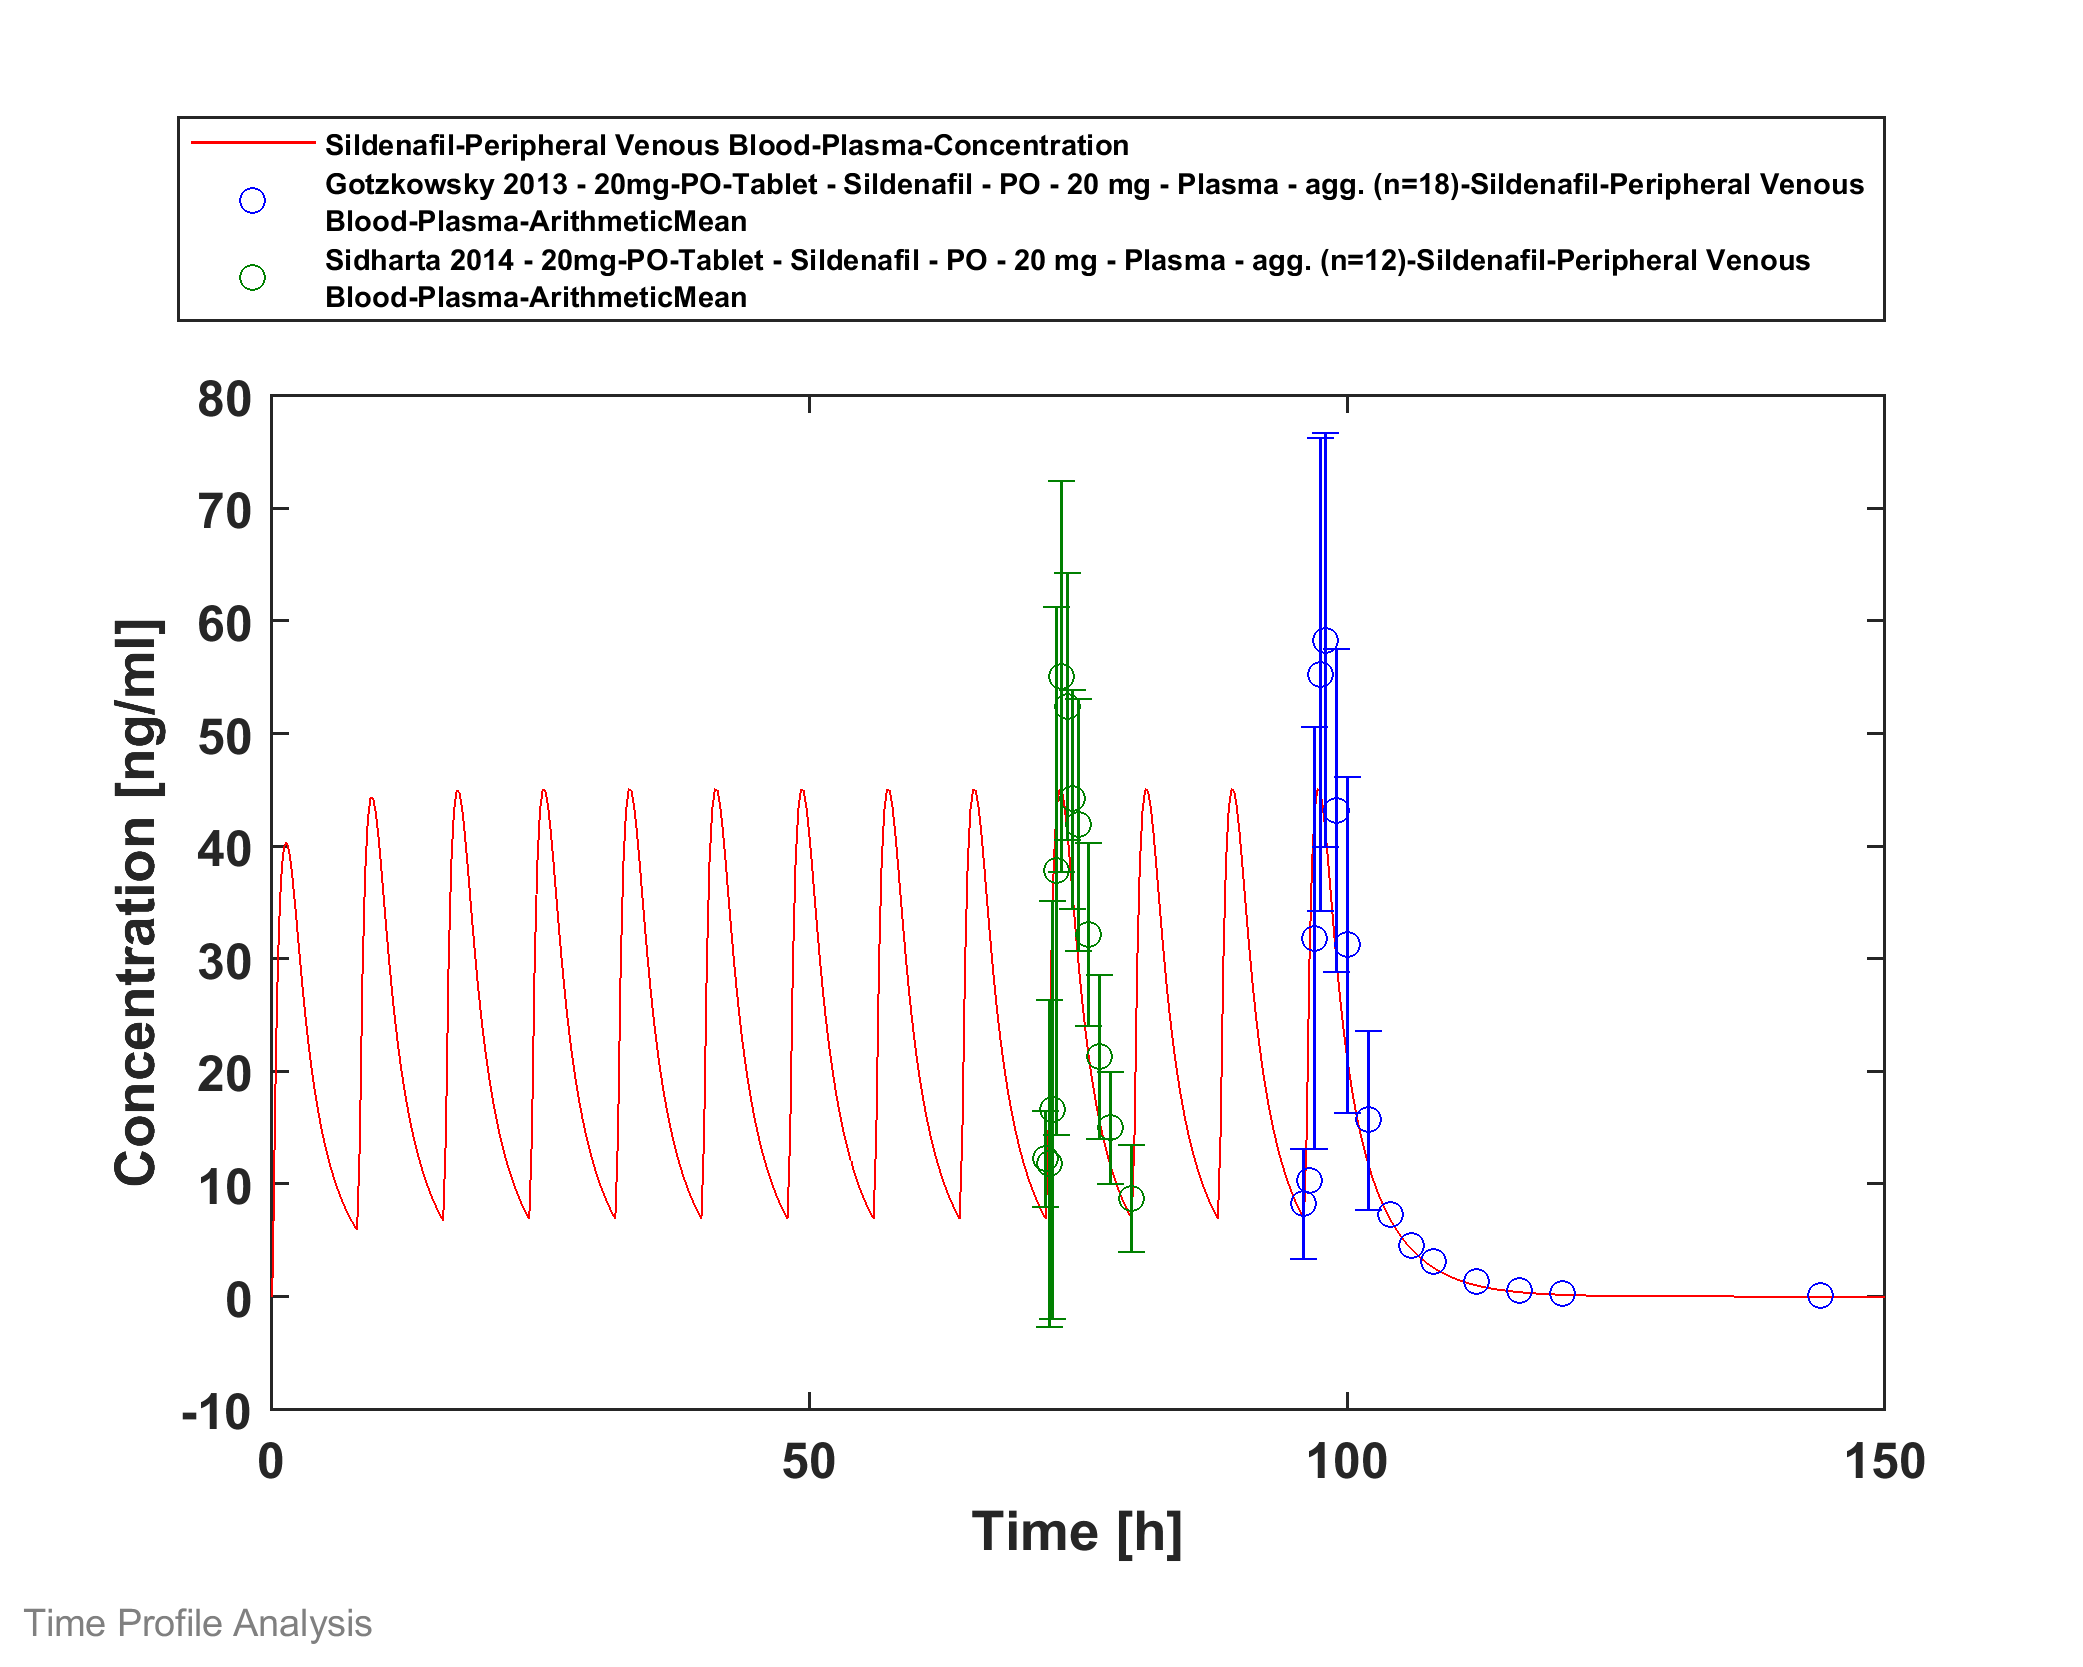 Sildenafil-Peripheral Venous Blood-Plasma-Concentration
Gotzkowsky 2013 - 20mg-PO-Tablet - Sildenafil - PO - 20 mg - Plasma - agg. (n=18)-Sildenafil-Peripheral Venous
Blood-Plasma-ArithmeticMean
Sidharta 2014 - 20mg-PO-Tablet - Sildenafil - PO - 20 mg - Plasma - agg. (n=12)-Sildenafil-Peripheral Venous
Blood-Plasma-ArithmeticMean
80
70
60
50
40
30
20
10
0
-10
Concentration [ng/ml]
0 50 100 150
Time [h]
Time Profile Analysis